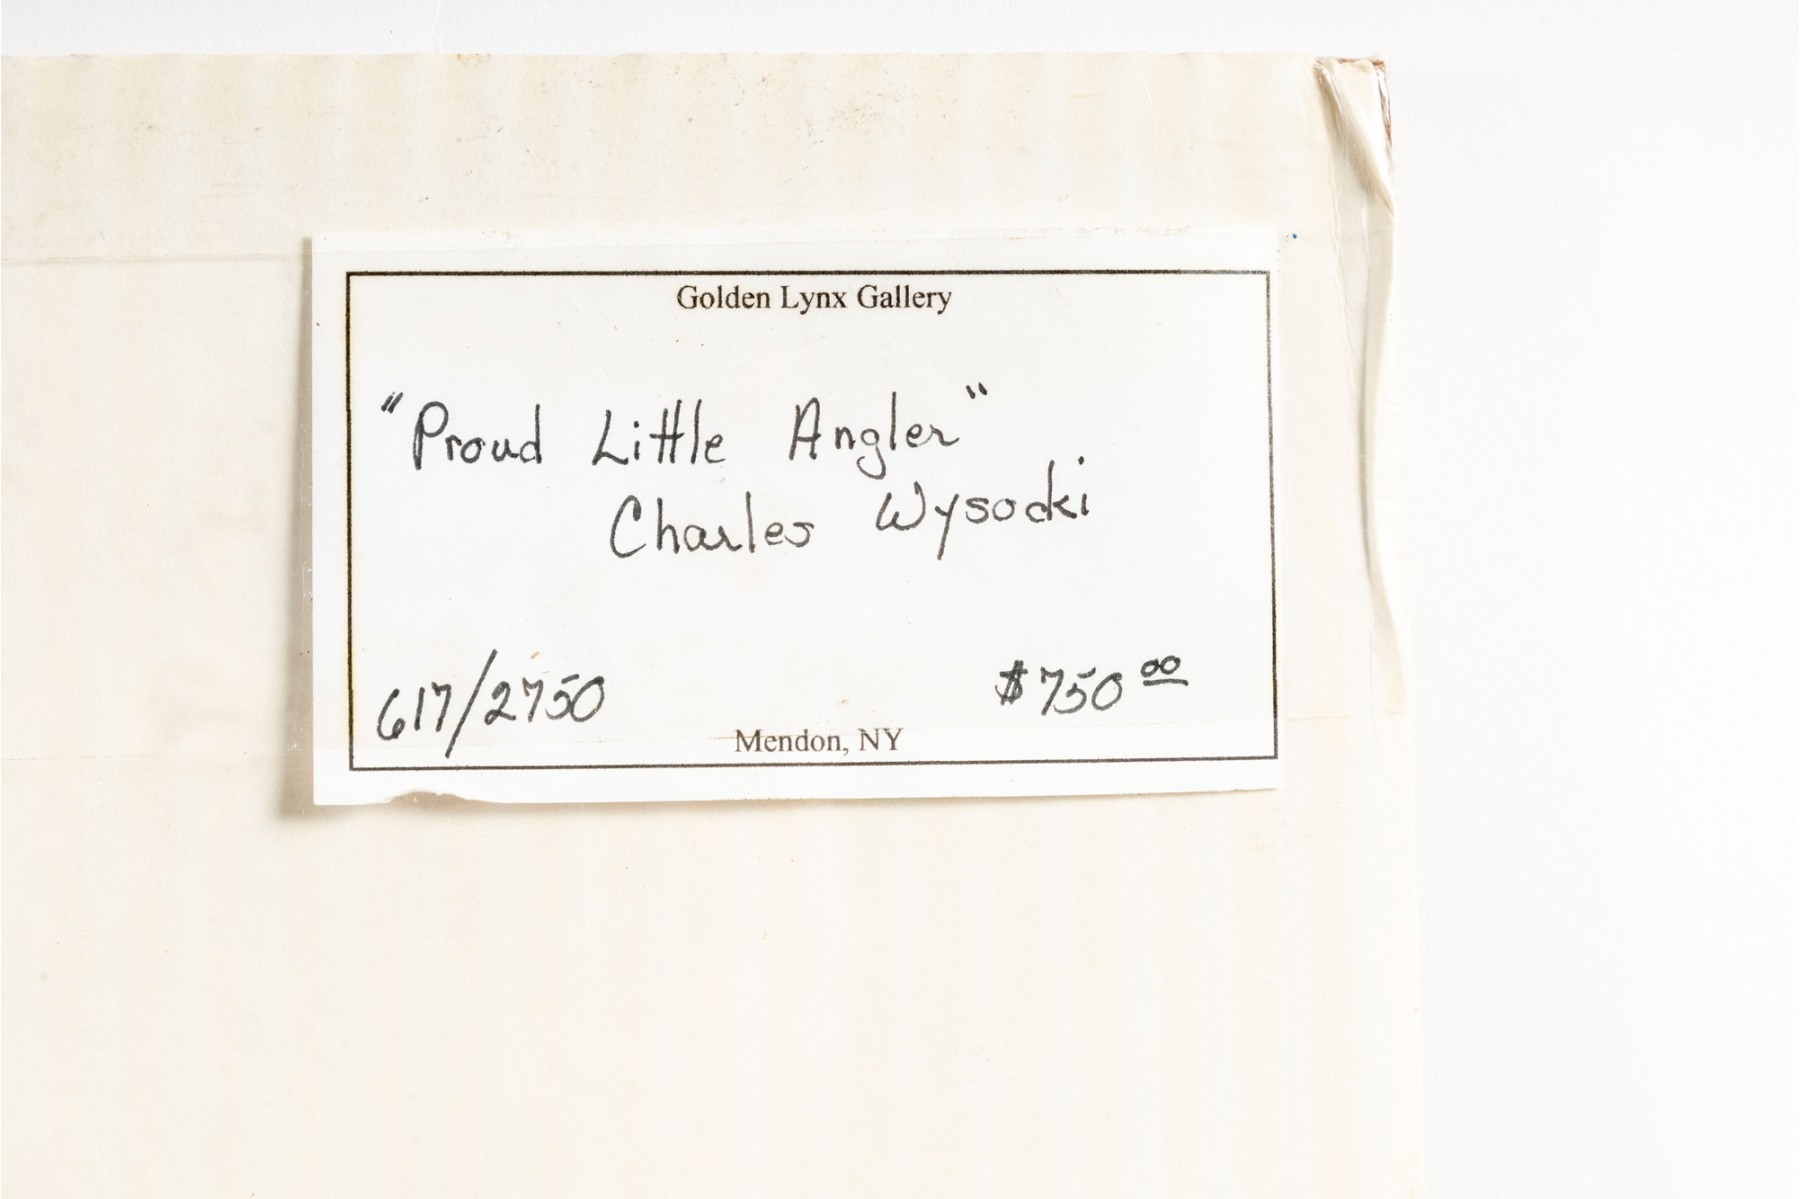 Golden Lynx Gallery
"Proud Little Angler"
Charles Wysocki
617/2750 $750.00
Mendon, NY